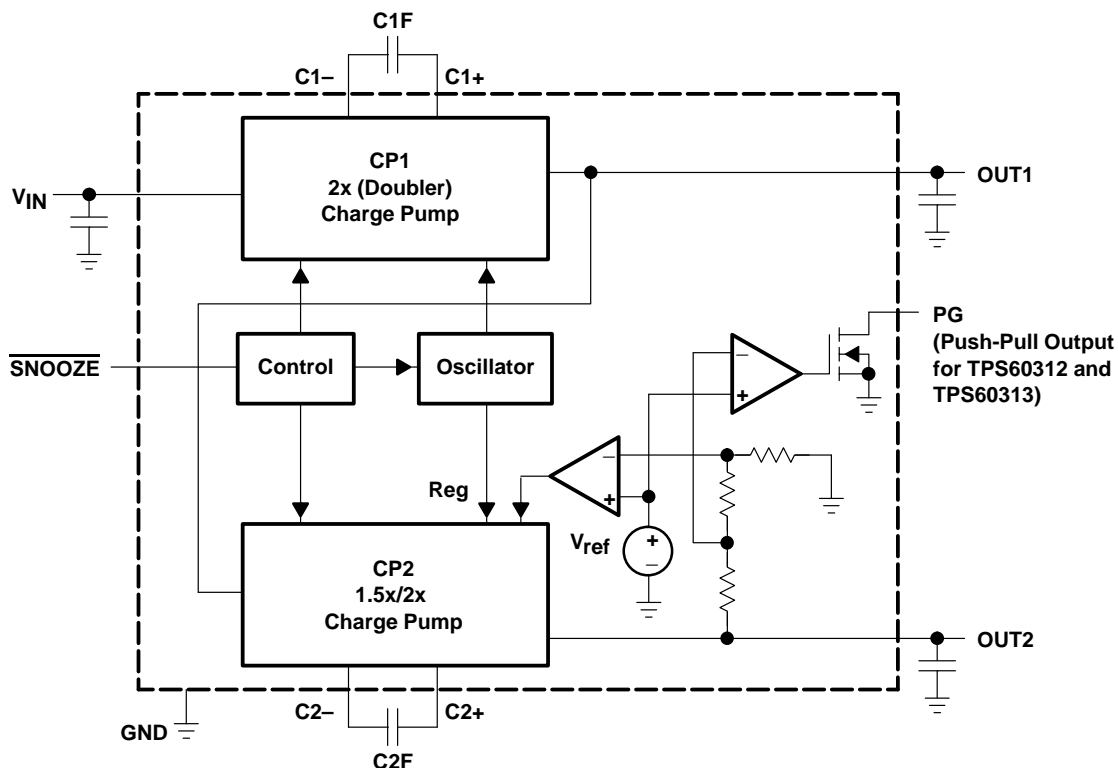 C1F
C1– C1+
CP1
2x (Doubler)
Charge Pump
OUT1
VIN
PG
(Push-Pull Output
for TPS60312 and
TPS60313)
SNOOZE
Control
Oscillator
–
+
–
+
Reg
Vref
+
–
CP2
1.5x/2x
Charge Pump
OUT2
C2– C2+
GND
C2F